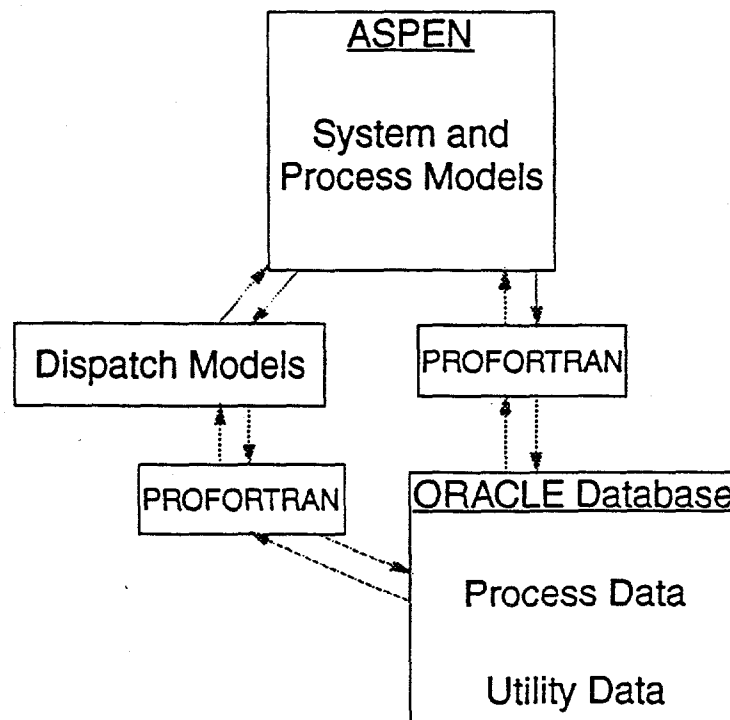 ASPEN
System and
Process Models
Dispatch Models
PROFORTRAN
PROFORTRAN
ORACLE Database
Process Data
Utility Data